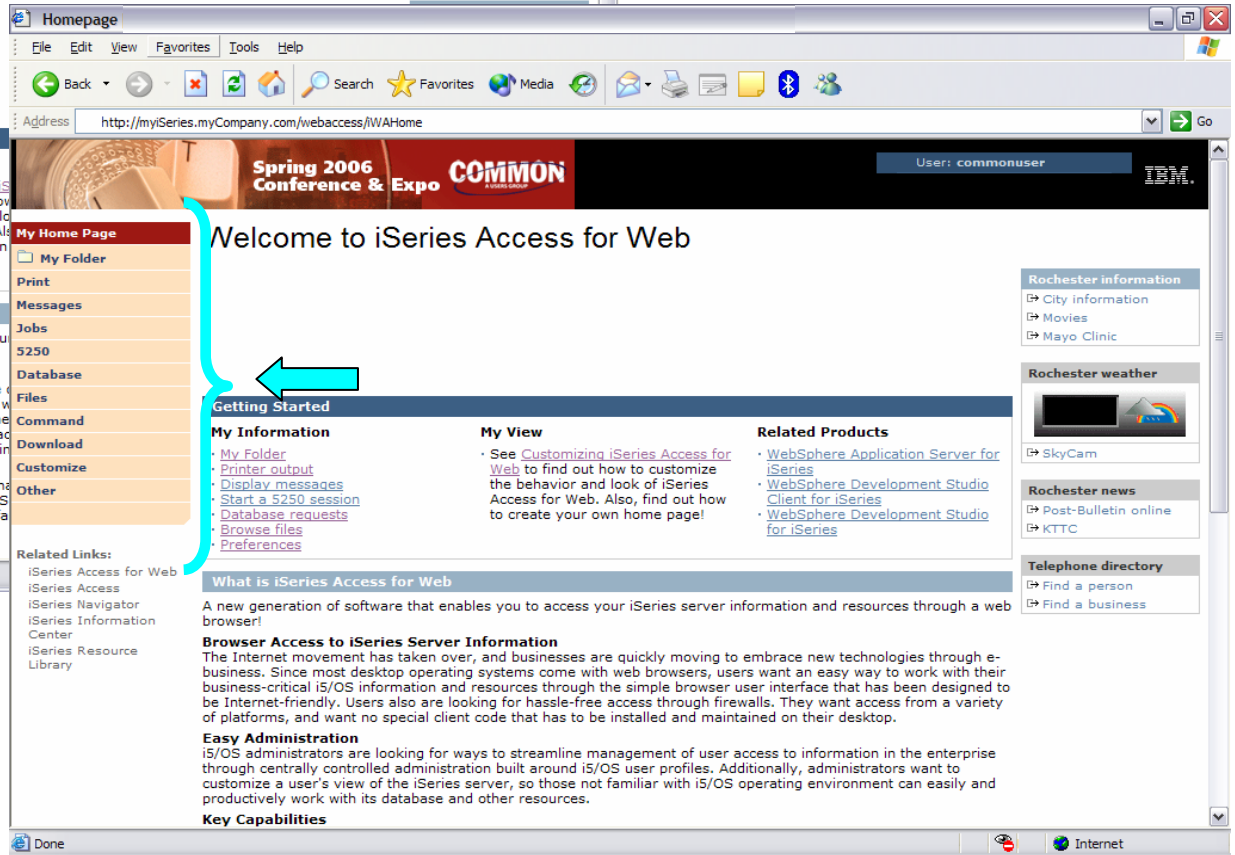 Homepage
File Edit View Favorites Tools Help
Back Search Favorites Media
Address http://myiSeries.myCompany.com/webaccess/iWAHome Go
Spring 2006
Conference & Expo
COMMON
A USERS GROUP
User: commonuser
IBM.
My Home Page
My Folder
Print
Messages
Jobs
5250
Database
Files
Command
Download
Customize
Other
Related Links:
iSeries Access for Web
iSeries Access
iSeries Navigator
iSeries Information
Center
iSeries Resource
Library
Welcome to iSeries Access for Web
Getting Started
My Information
· My Folder
· Printer output
· Display messages
· Start a 5250 session
· Database requests
· Browse files
· Preferences
My View
· See Customizing iSeries Access for
Web to find out how to customize
the behavior and look of iSeries
Access for Web. Also, find out how
to create your own home page!
Related Products
· WebSphere Application Server for
iSeries
· WebSphere Development Studio
Client for iSeries
· WebSphere Development Studio
for iSeries
What is iSeries Access for Web
A new generation of software that enables you to access your iSeries server information and resources through a web
browser!
Browser Access to iSeries Server Information
The Internet movement has taken over, and businesses are quickly moving to embrace new technologies through e-
business. Since most desktop operating systems come with web browsers, users want an easy way to work with their
business-critical i5/OS information and resources through the simple browser user interface that has been designed to
be Internet-friendly. Users also are looking for hassle-free access through firewalls. They want access from a variety
of platforms, and want no special client code that has to be installed and maintained on their desktop.
Easy Administration
i5/OS administrators are looking for ways to streamline management of user access to information in the enterprise
through centrally controlled administration built around i5/OS user profiles. Additionally, administrators want to
customize a user's view of the iSeries server, so those not familiar with i5/OS operating environment can easily and
productively work with its database and other resources.
Key Capabilities
Rochester information
City information
Movies
Mayo Clinic
Rochester weather
SkyCam
Rochester news
Post-Bulletin online
KTTC
Telephone directory
Find a person
Find a business
Done
Internet